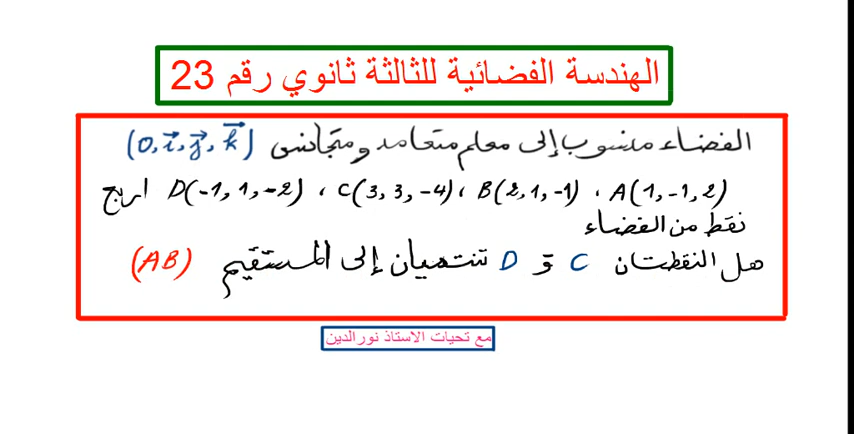 الهندسة الفضائية للثالثة ثانوي رقم 23
الفضاء منسوب إلى معلم متعامد ومتجانس (O, i⃗, j⃗, k⃗)
A(1, -1, 2) ، B(2, 1, -1) ، C(3, 3, -4) ، D(-1, 1, -2) اربع
نقط من الفضاء
هل النقطتان C و D تنتميان إلى المستقيم (AB)
مع تحيات الاستاذ نورالدين